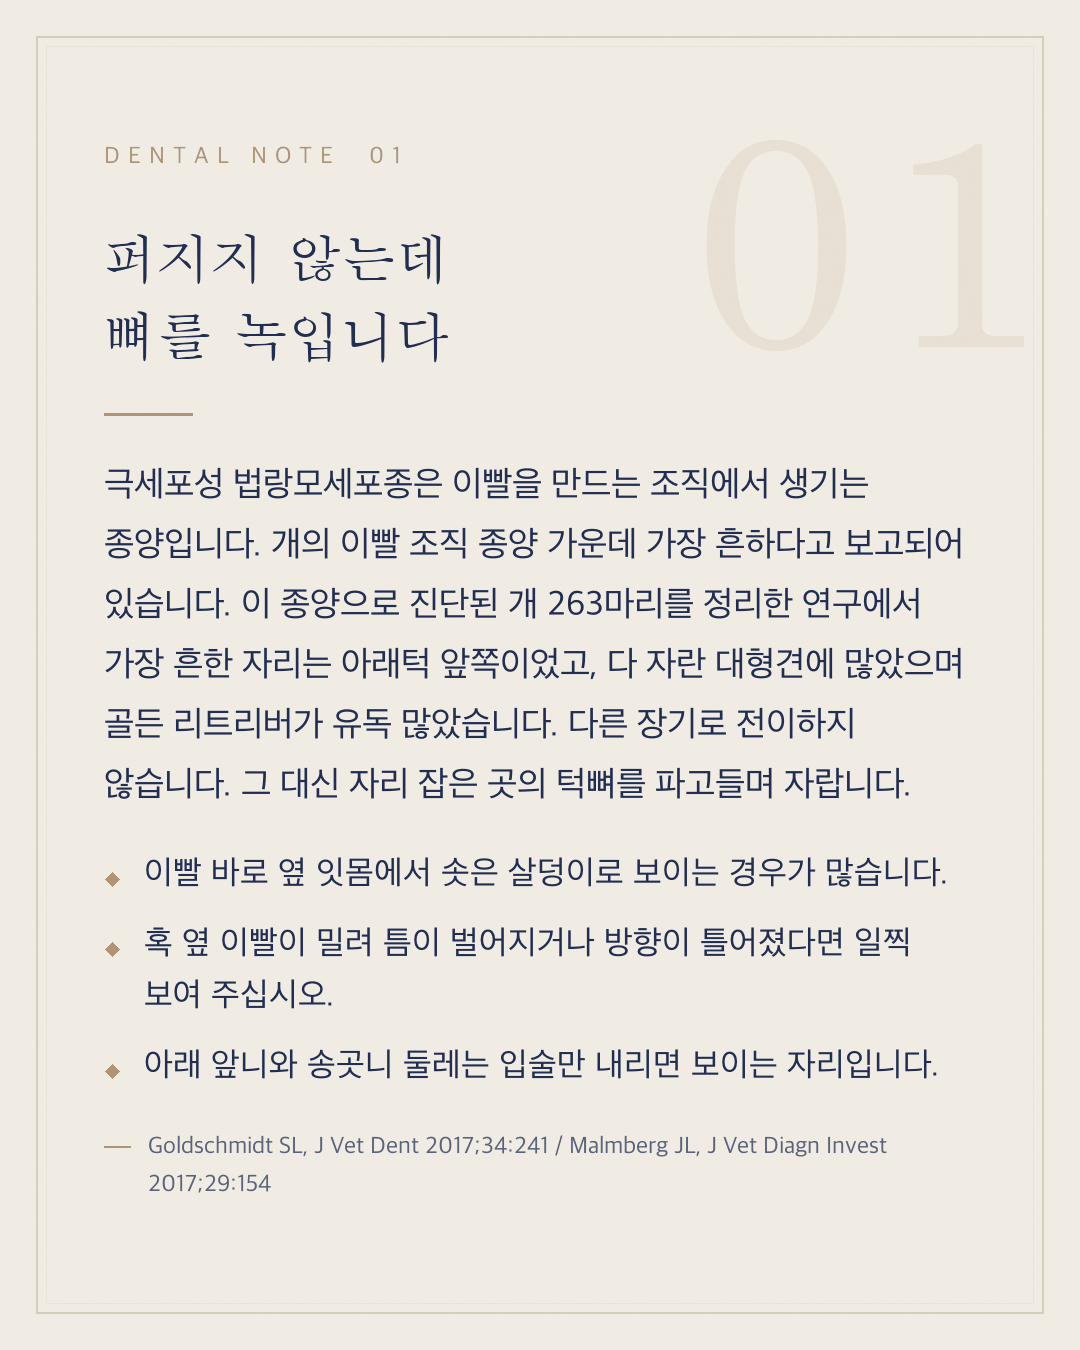 DENTAL NOTE 01
01
퍼지지 않는데
뼈를 녹입니다
극세포성 법랑모세포종은 이빨을 만드는 조직에서 생기는
종양입니다. 개의 이빨 조직 종양 가운데 가장 흔하다고 보고되어
있습니다. 이 종양으로 진단된 개 263마리를 정리한 연구에서
가장 흔한 자리는 아래턱 앞쪽이었고, 다 자란 대형견에 많았으며
골든 리트리버가 유독 많았습니다. 다른 장기로 전이하지
않습니다. 그 대신 자리 잡은 곳의 턱뼈를 파고들며 자랍니다.
◆ 이빨 바로 옆 잇몸에서 솟은 살덩이로 보이는 경우가 많습니다.
◆ 혹 옆 이빨이 밀려 틈이 벌어지거나 방향이 틀어졌다면 일찍
보여 주십시오.
◆ 아래 앞니와 송곳니 둘레는 입술만 내리면 보이는 자리입니다.
— Goldschmidt SL, J Vet Dent 2017;34:241 / Malmberg JL, J Vet Diagn Invest
2017;29:154